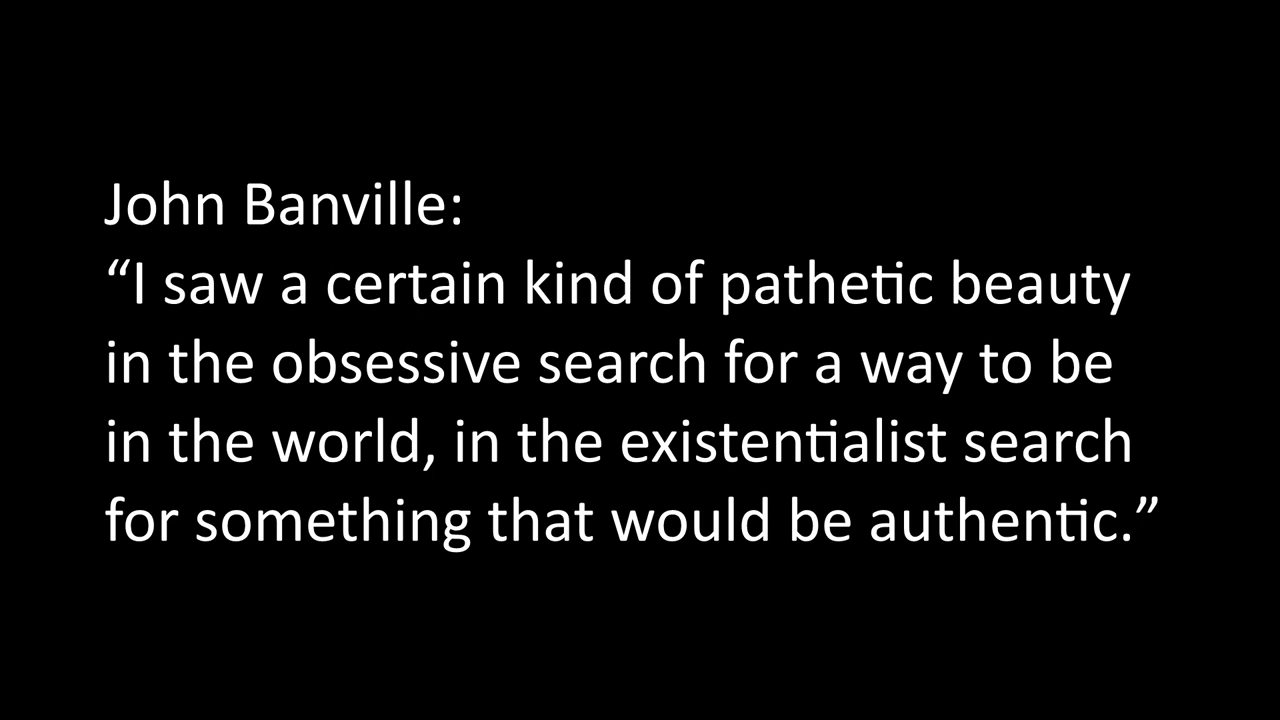 John Banville:
“I saw a certain kind of pathetic beauty
in the obsessive search for a way to be
in the world, in the existentialist search
for something that would be authentic.”